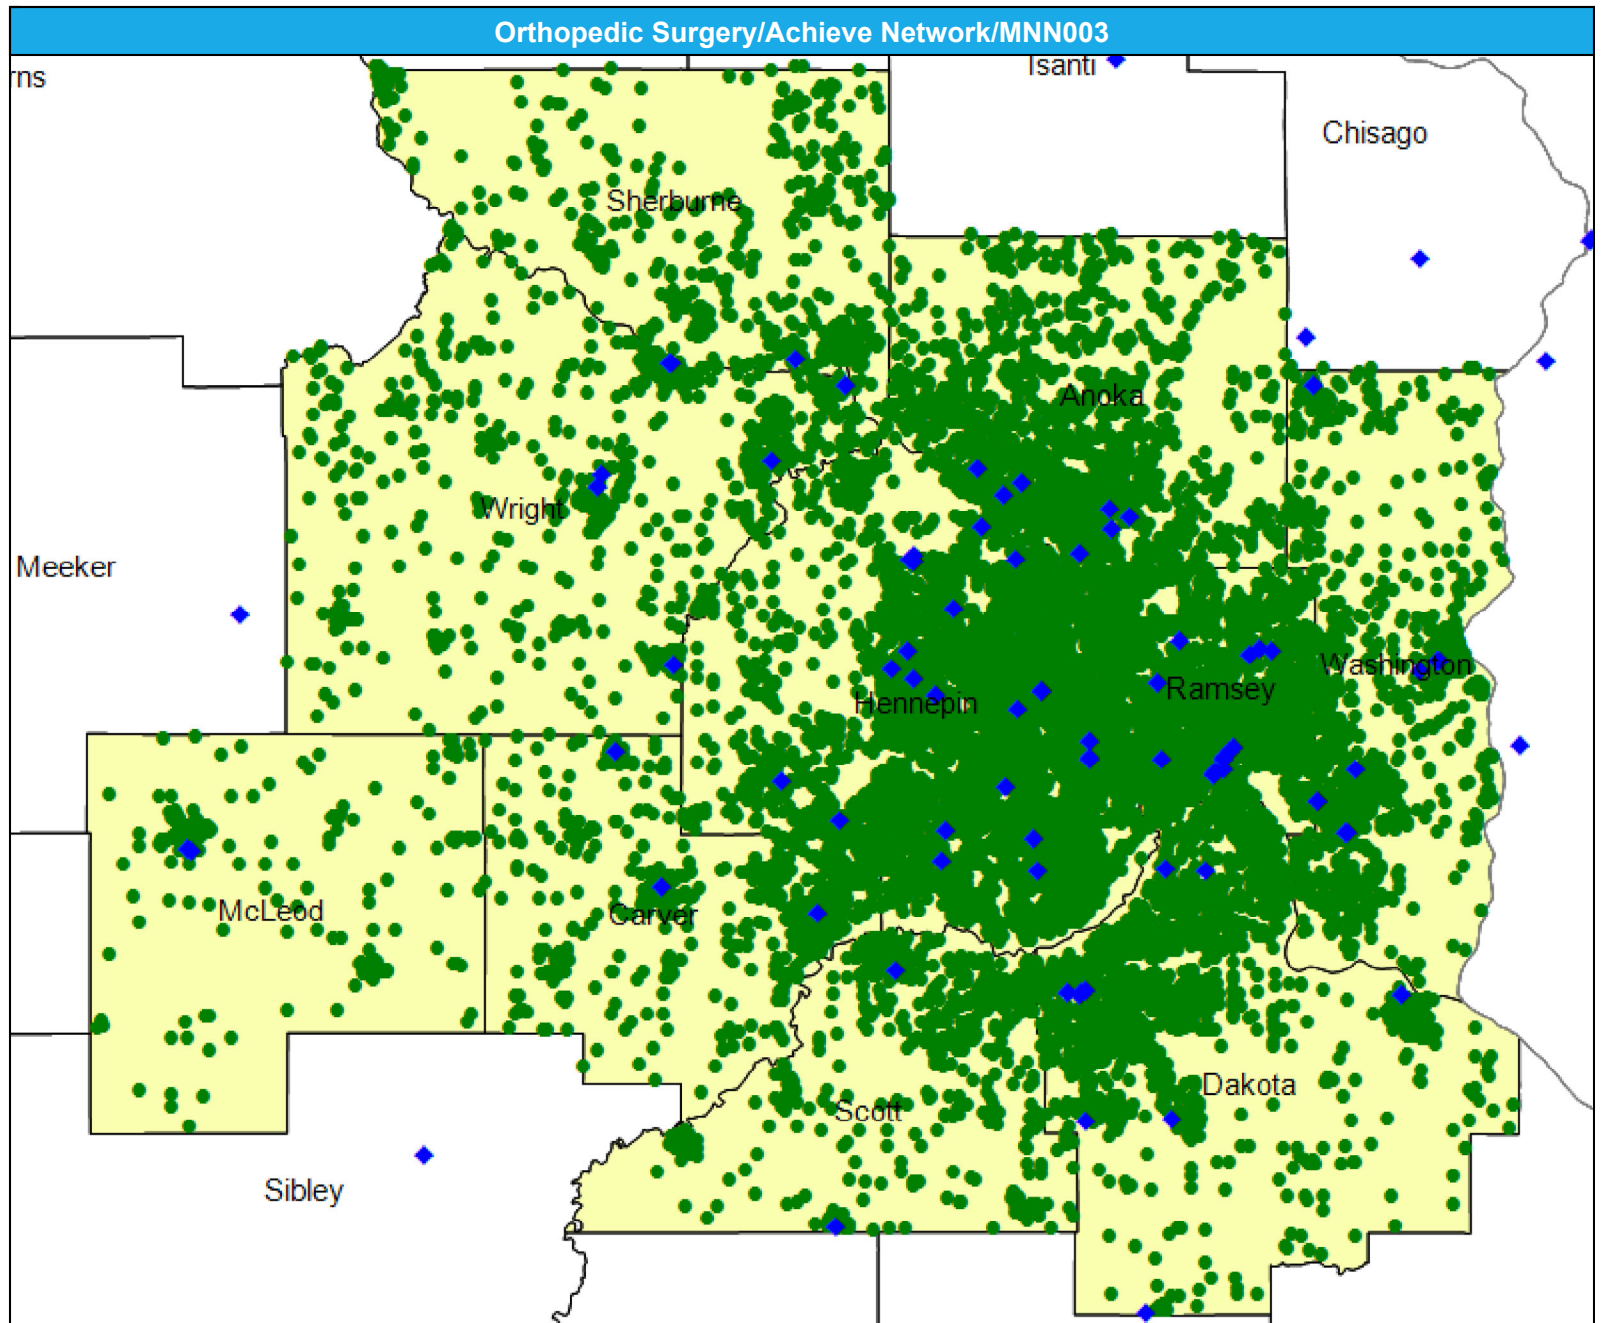 Orthopedic Surgery/Achieve Network/MNN003
Isanti
rns
Chisago
Sherburne
Anoka
Wright
Meeker
Washington
Ramsey
Hennepin
McLeod
Carver
Dakota
Scott
Sibley